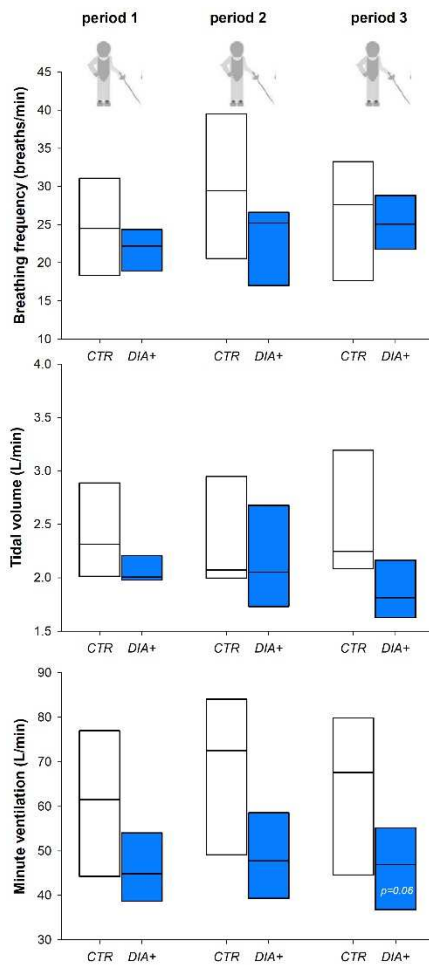 period 1 period 2 period 3
Breathing frequency (breaths/min)
45
40
35
30
25
20
15
10
CTR DIA+ CTR DIA+ CTR DIA+
Tidal volume (L/min)
4.0
3.5
3.0
2.5
2.0
1.5
CTR DIA+ CTR DIA+ CTR DIA+
Minute ventilation (L/min)
90
80
70
60
50
40
30
p=0.06
CTR DIA+ CTR DIA+ CTR DIA+